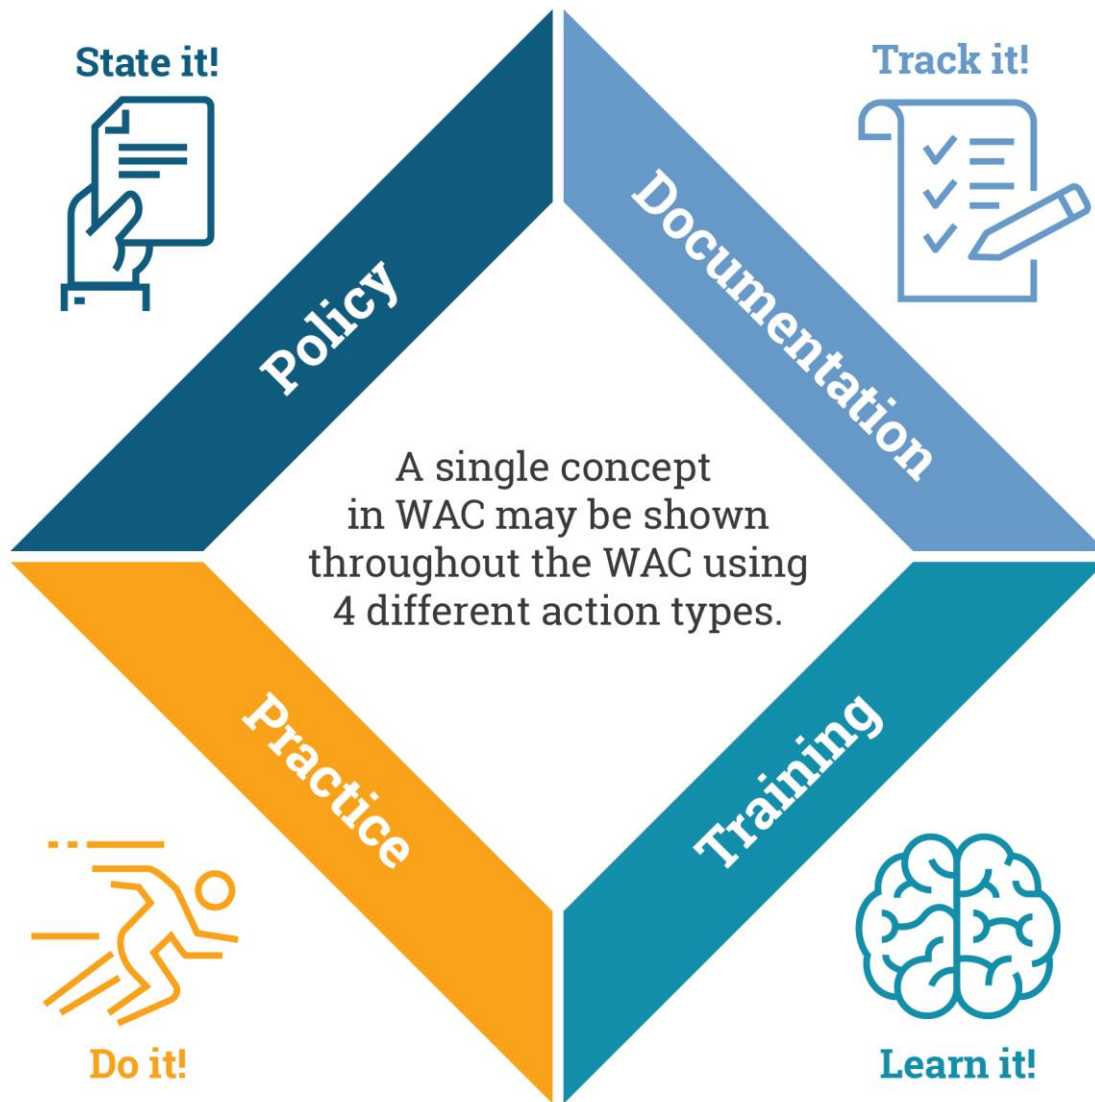 State it!
Track it!
Policy
Documentation
A single concept
in WAC may be shown
throughout the WAC using
4 different action types.
Practice
Training
Do it!
Learn it!